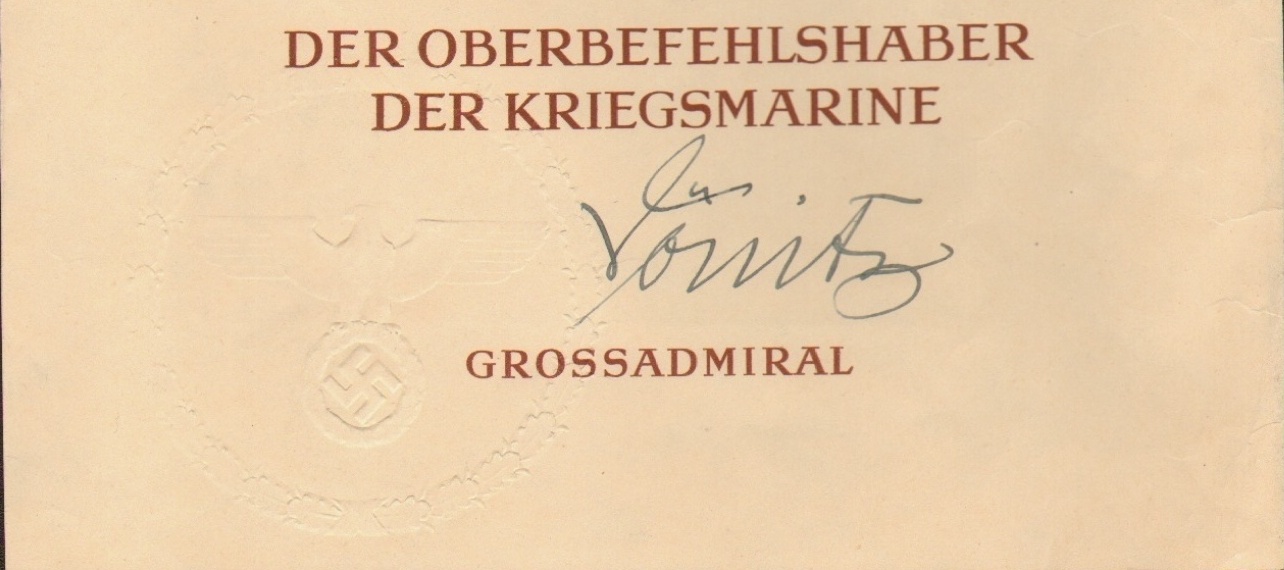 DER OBERBEFEHLSHABER
DER KRIEGSMARINE
Dönitz
GROSSADMIRAL